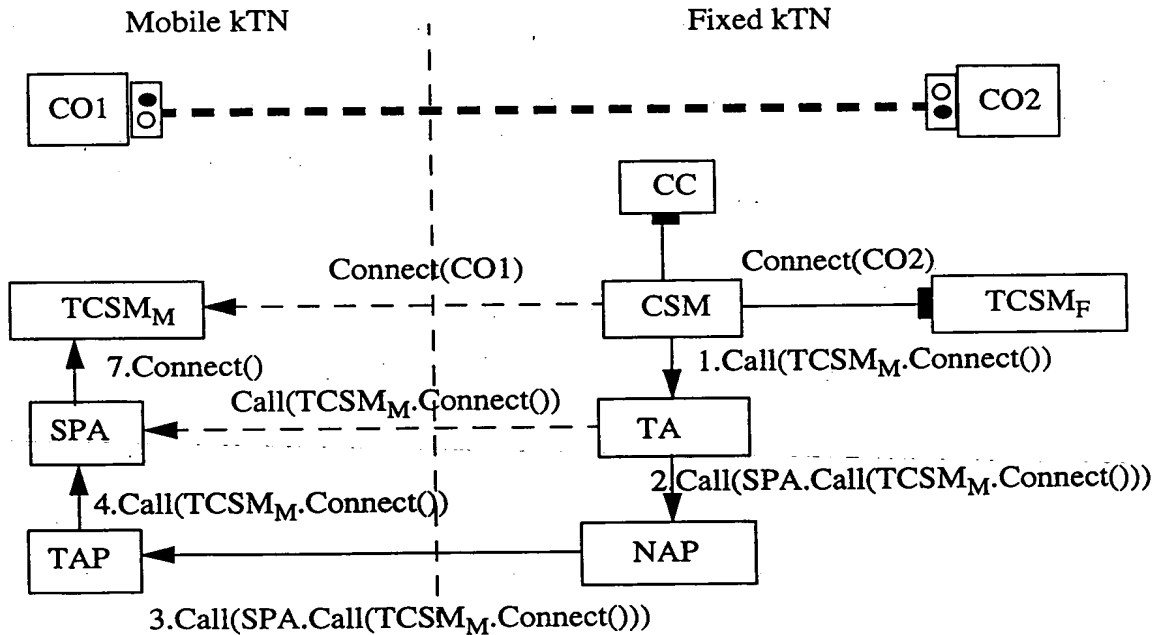 Mobile kTN
Fixed kTN
CO1
CO2
CC
Connect(CO1)
Connect(CO2)
TCSM_M
CSM
TCSM_F
7.Connect()
1.Call(TCSM_M.Connect())
Call(TCSM_M.Connect())
SPA
TA
2.Call(SPA.Call(TCSM_M.Connect()))
4.Call(TCSM_M.Connect())
TAP
NAP
3.Call(SPA.Call(TCSM_M.Connect()))